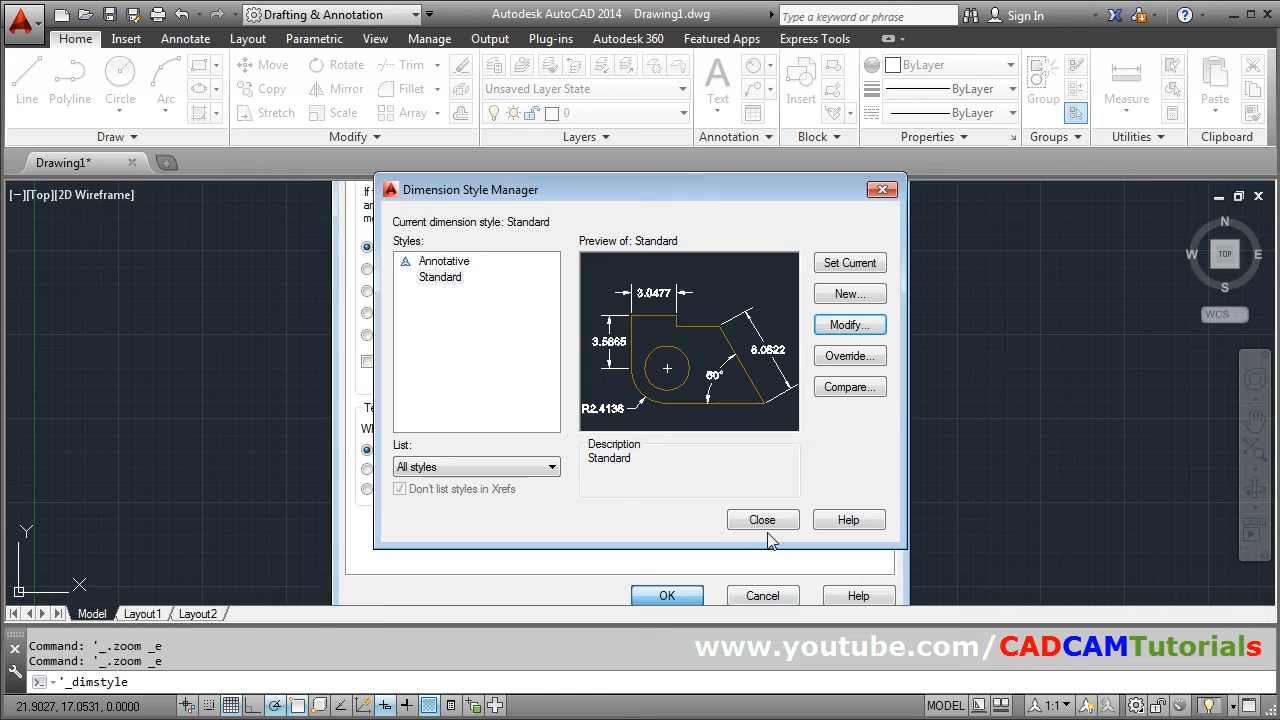 Drafting & Annotation
Autodesk AutoCAD 2014 Drawing1.dwg
Type a keyword or phrase
Sign In
Home Insert Annotate Layout Parametric View Manage Output Plug-ins Autodesk 360 Featured Apps Express Tools
Line
Polyline
Circle
Arc
Move Rotate Trim
Copy Mirror Fillet
Stretch Scale Array
Unsaved Layer State
0
Text
Insert
ByLayer
ByLayer
ByLayer
Group
Measure
Paste
Draw Modify Layers Annotation Block Properties Groups Utilities Clipboard
Drawing1*
[−][Top][2D Wireframe]
Dimension Style Manager
Current dimension style: Standard
Styles:
Annotative
Standard
Preview of: Standard
3.0477
3.5665
6.0622
60°
R2.4136
Set Current
New...
Modify...
Override...
Compare...
List:
All styles
Don't list styles in Xrefs
Description
Standard
Close Help
OK Cancel Help
N
W TOP E
S
WCS
Y
X
Model Layout1 Layout2
Command: '_.zoom _e
Command: '_.zoom _e
'_dimstyle
www.youtube.com/CADCAMTutorials
21.9027, 17.0531, 0.0000
MODEL
1:1